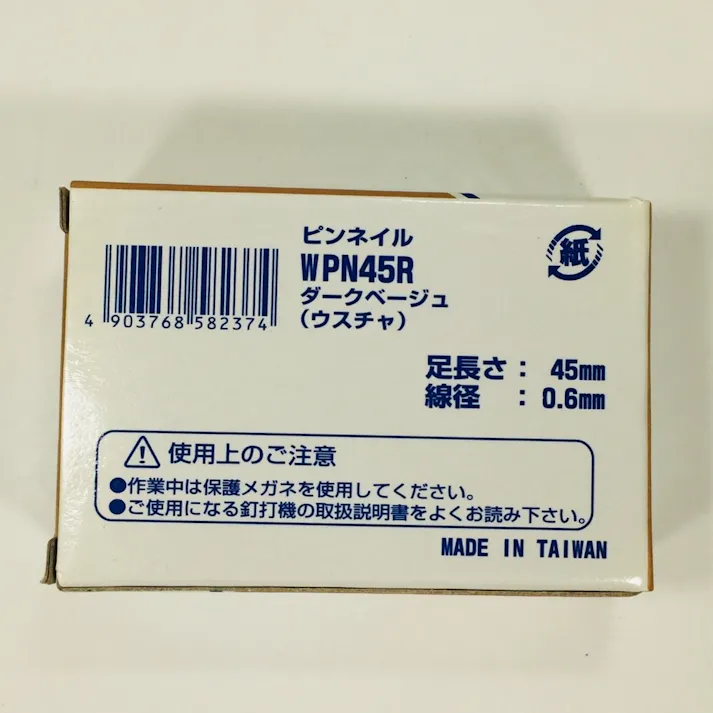 ピンネイル
WPN45R
ダークベージュ
(ウスチャ)
紙
4 903768 582374
足長さ: 45mm
線径 : 0.6mm
使用上のご注意
●作業中は保護メガネを使用してください。
●ご使用になる釘打機の取扱説明書をよくお読み下さい。
MADE IN TAIWAN